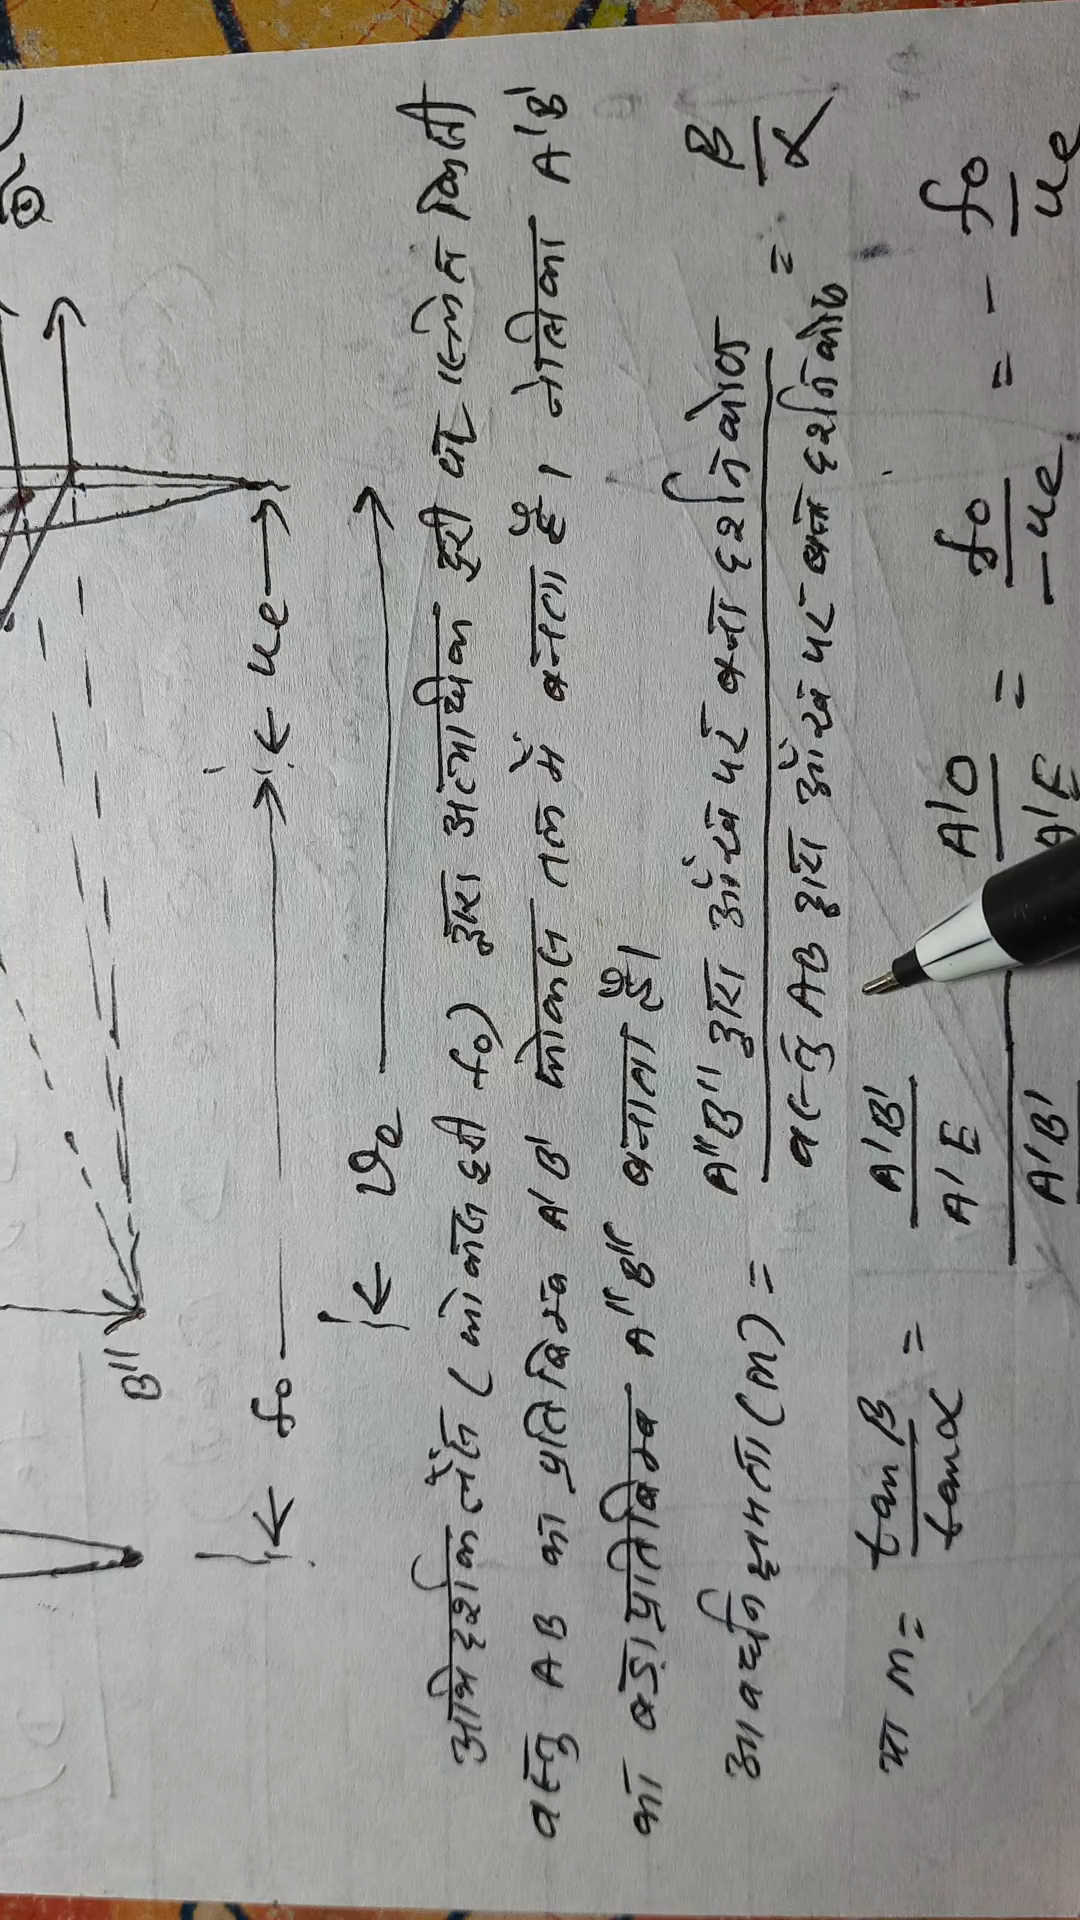 B''
f₀ uₑ
vₑ
अभिदृश्यक लेंस (फोकस दूरी f₀) द्वारा अत्याधिक दूरी पर स्थित किसी
वस्तु AB का प्रतिबिम्ब A'B' फोकस तल में बनता है। नेत्रिका A'B'
का बड़ा प्रतिबिम्ब A''B'' बनाता है।
आवर्धन क्षमता (m) = A''B'' द्वारा आँख पर बना दर्शन कोण / वस्तु AB द्वारा आँख पर बना दर्शन कोण = β/α
या m = tanβ/tanα = A'B'/A'E / A'B' A'O/A'E = f₀/-uₑ = - f₀/uₑ